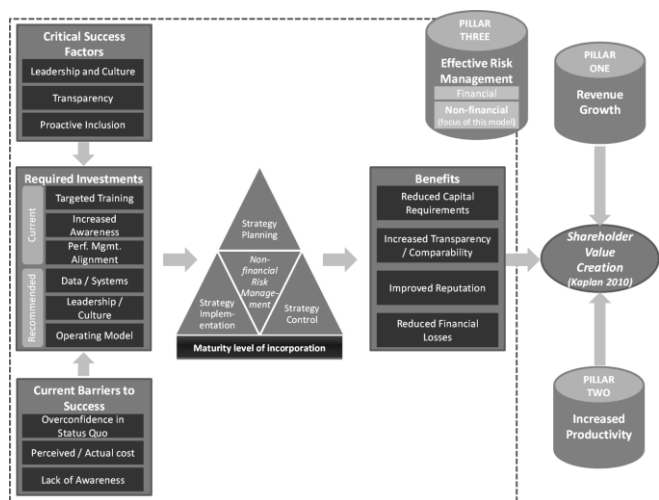 Critical Success
Factors
Leadership and Culture
Transparency
Proactive Inclusion
Required Investments
Current
Targeted Training
Increased
Awareness
Perf. Mgmt.
Alignment
Recommended
Data / Systems
Leadership /
Culture
Operating Model
Current Barriers to
Success
Overconfidence in
Status Quo
Perceived / Actual cost
Lack of Awareness
Strategy
Planning
Non-
financial
Risk
Manage-
ment
Strategy
Implem-
entation
Strategy
Control
Maturity level of incorporation
Benefits
Reduced Capital
Requirements
Increased Transparency
/ Comparability
Improved Reputation
Reduced Financial
Losses
PILLAR
THREE
Effective Risk
Management
Financial
Non-financial
(focus of this model)
PILLAR
ONE
Revenue
Growth
Shareholder
Value
Creation
(Kaplan 2010)
PILLAR
TWO
Increased
Productivity